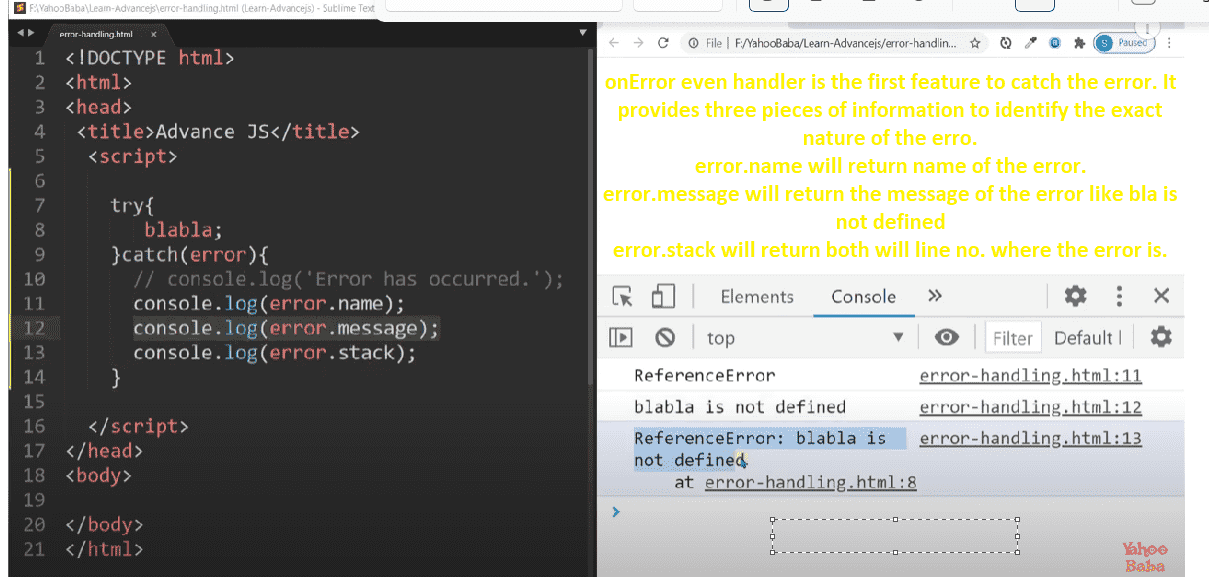 F:\YahooBaba\Learn-Advancejs\error-handling.html (Learn-Advancejs) - Sublime Text
error-handling.html ×
1 <!DOCTYPE html>
2 <html>
3 <head>
4 <title>Advance JS</title>
5 <script>
6
7 try{
8 blabla;
9 }catch(error){
10 // console.log('Error has occurred.');
11 console.log(error.name);
12 console.log(error.message);
13 console.log(error.stack);
14 }
15
16 </script>
17 </head>
18 <body>
19
20 </body>
21 </html>
File | F:/YahooBaba/Learn-Advancejs/error-handlin...
S Paused
onError even handler is the first feature to catch the error. It
provides three pieces of information to identify the exact
nature of the erro.
error.name will return name of the error.
error.message will return the message of the error like bla is
not defined
error.stack will return both will line no. where the error is.
Elements Console »
top Filter Default
ReferenceError error-handling.html:11
blabla is not defined error-handling.html:12
ReferenceError: blabla is error-handling.html:13
not defined
at error-handling.html:8
Yahoo
Baba